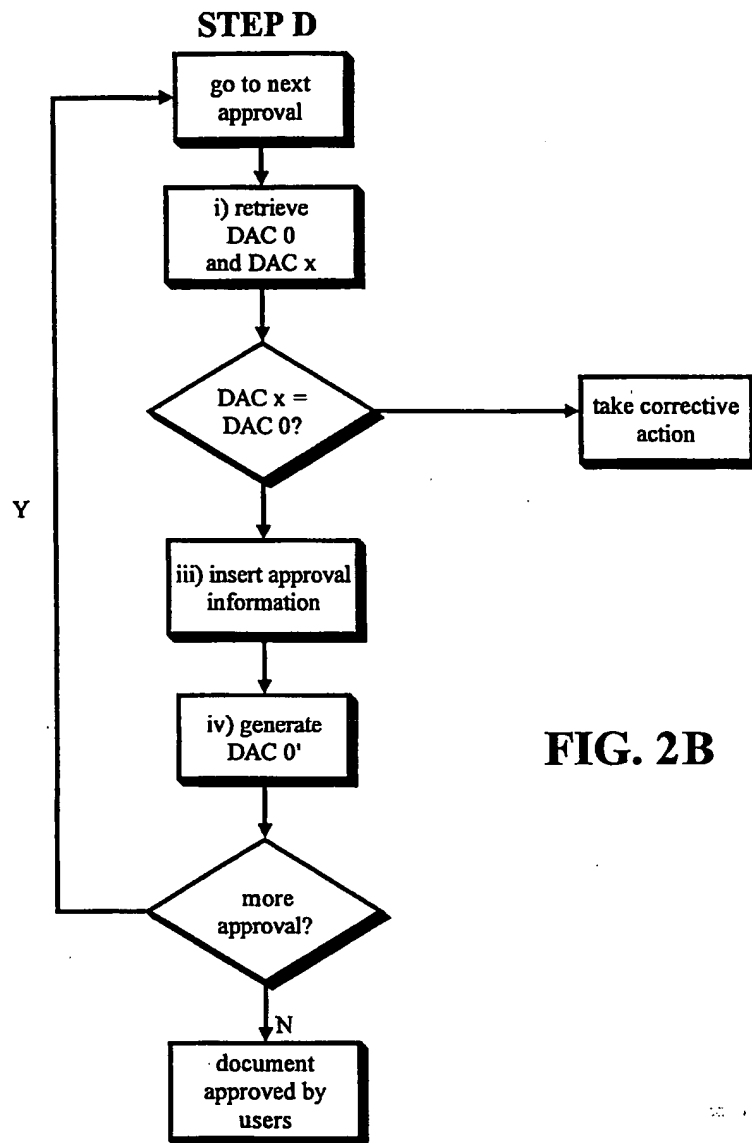 STEP D
go to next
approval
i) retrieve
DAC 0
and DAC x
DAC x =
DAC 0?
take corrective
action
Y
iii) insert approval
information
iv) generate
DAC 0'
FIG. 2B
more
approval?
N
document
approved by
users